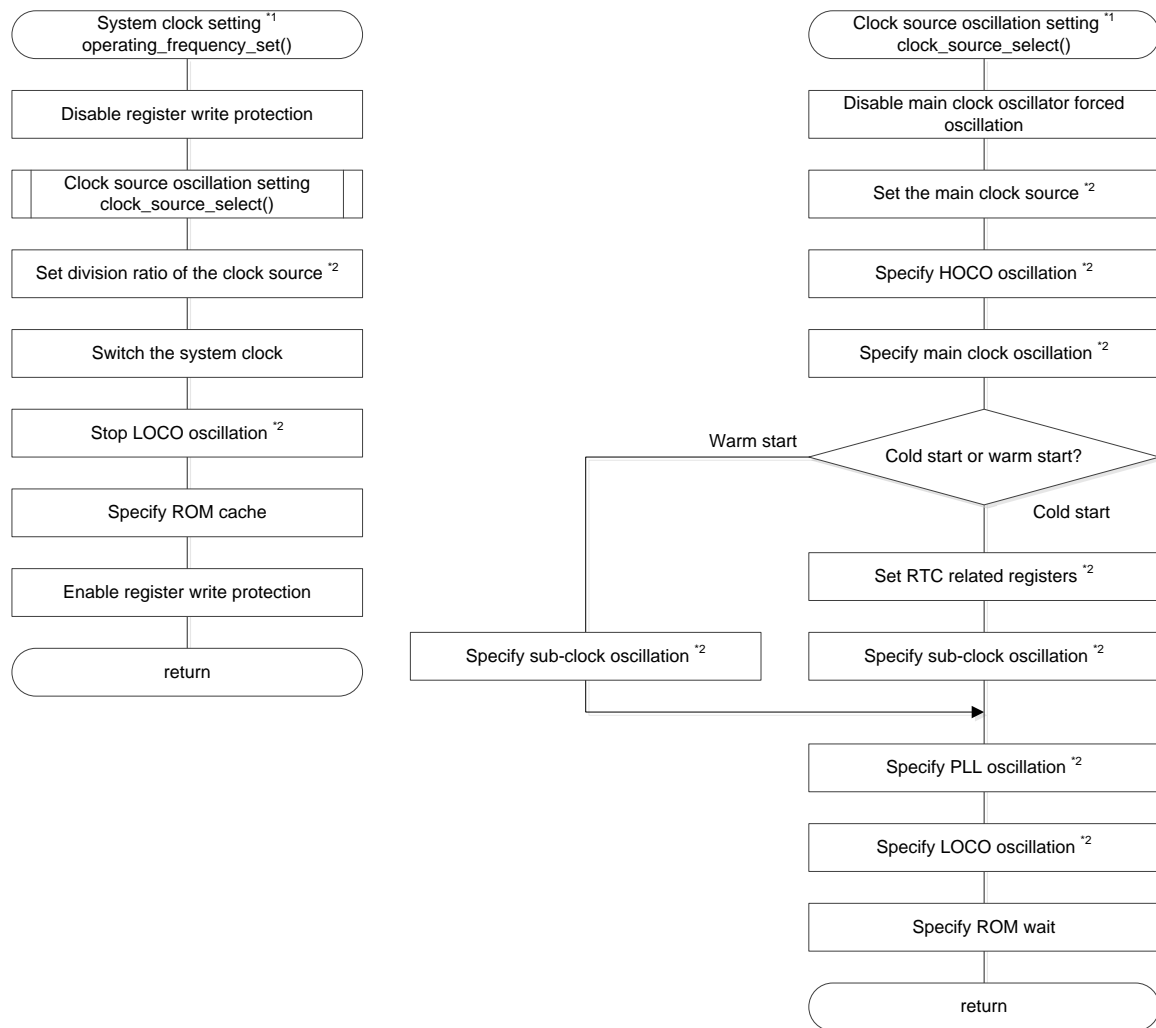 System clock setting *1
operating_frequency_set()
Disable register write protection
Clock source oscillation setting
clock_source_select()
Set division ratio of the clock source *2
Switch the system clock
Stop LOCO oscillation *2
Specify ROM cache
Enable register write protection
return
Clock source oscillation setting *1
clock_source_select()
Disable main clock oscillator forced
oscillation
Set the main clock source *2
Specify HOCO oscillation *2
Specify main clock oscillation *2
Cold start or warm start?
Warm start
Cold start
Set RTC related registers *2
Specify sub-clock oscillation *2
Specify sub-clock oscillation *2
Specify PLL oscillation *2
Specify LOCO oscillation *2
Specify ROM wait
return